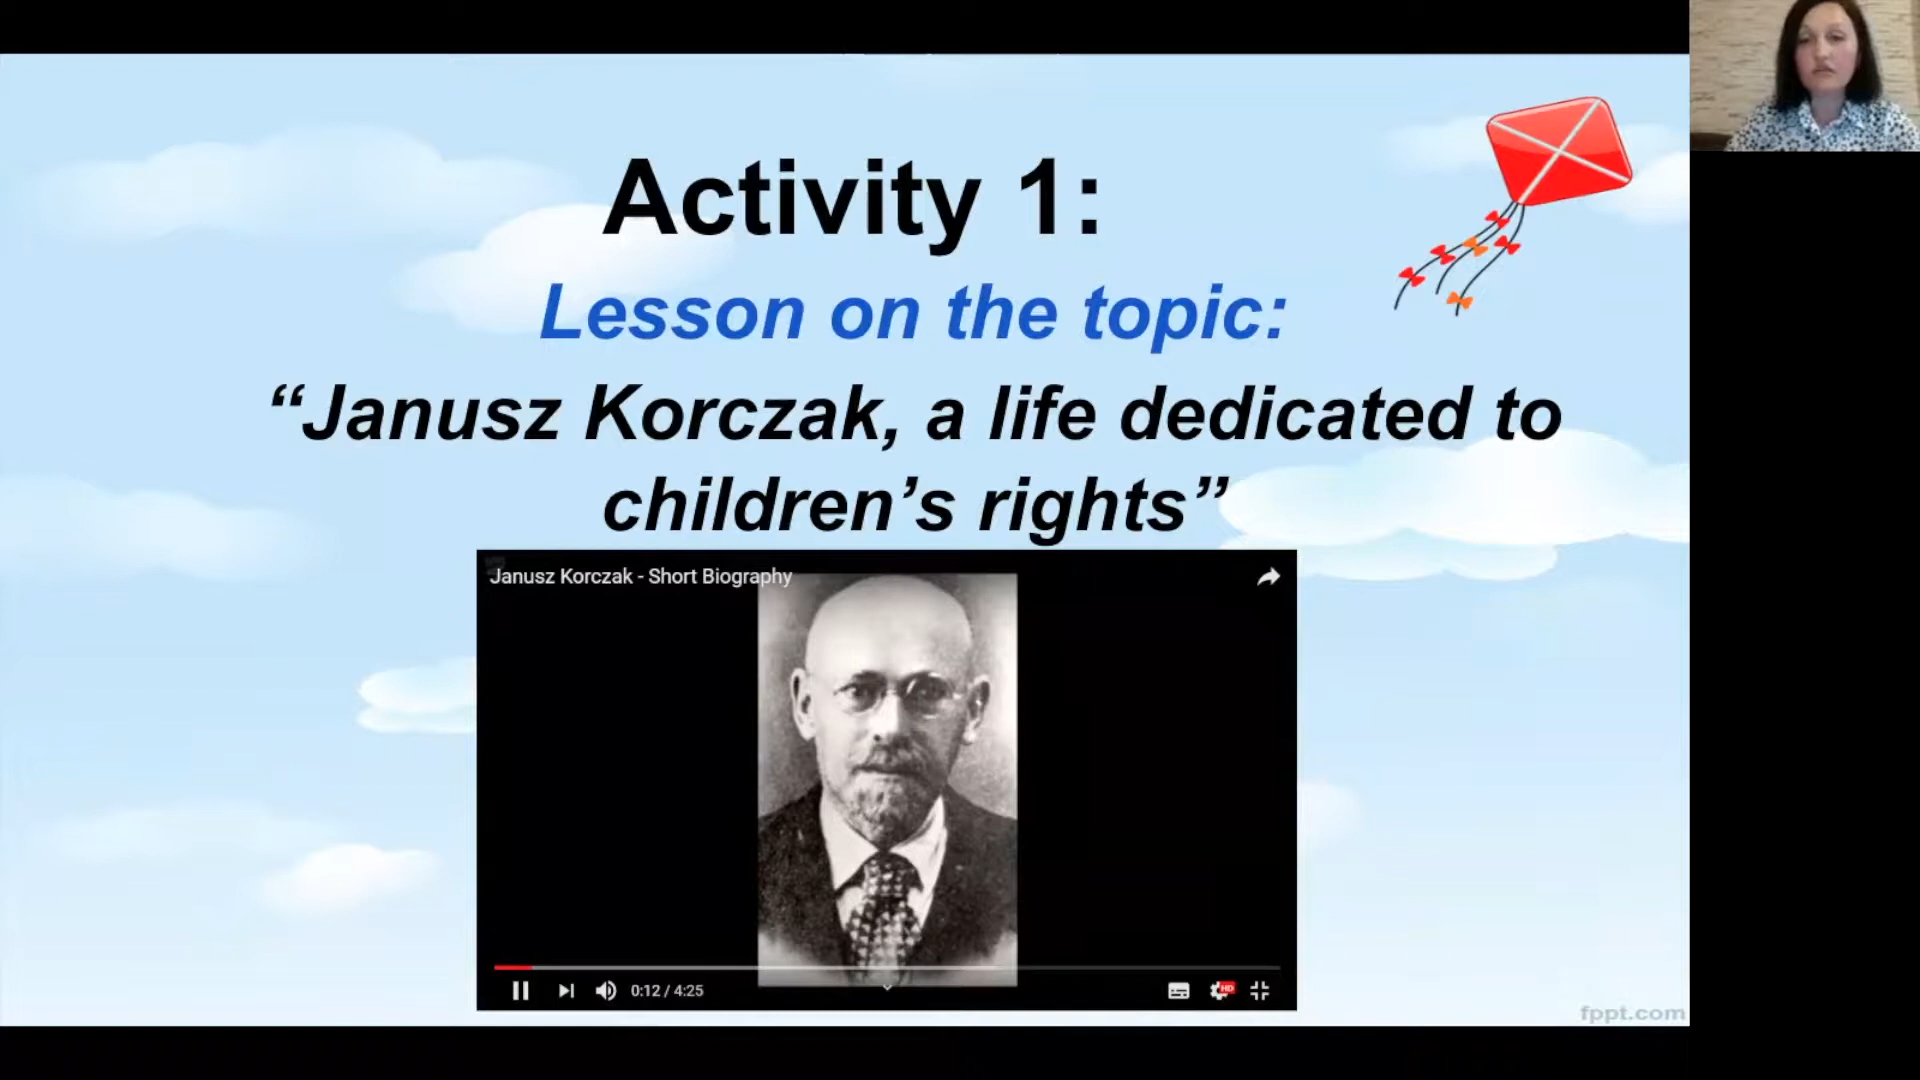 Activity 1:
Lesson on the topic:
“Janusz Korczak, a life dedicated to
children’s rights”
Janusz Korczak - Short Biography
0:12 / 4:25
HD
fppt.com